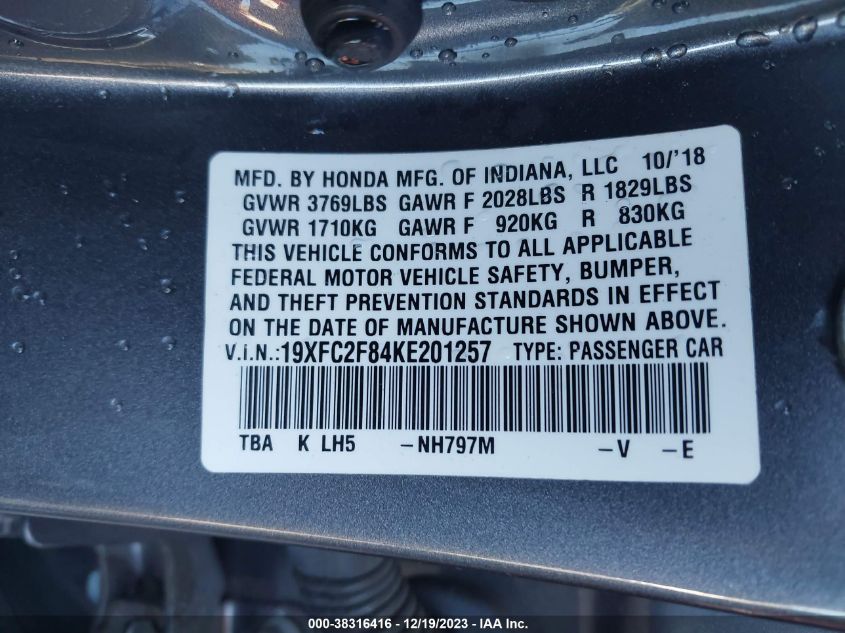 MFD. BY HONDA MFG. OF INDIANA, LLC 10/'18
GVWR 3769LBS GAWR F 2028LBS R 1829LBS
GVWR 1710KG GAWR F 920KG R 830KG
THIS VEHICLE CONFORMS TO ALL APPLICABLE
FEDERAL MOTOR VEHICLE SAFETY, BUMPER,
AND THEFT PREVENTION STANDARDS IN EFFECT
ON THE DATE OF MANUFACTURE SHOWN ABOVE.
V.i.N.:19XFC2F84KE201257 TYPE: PASSENGER CAR
TBA K LH5 -NH797M -V -E
000-38316416 - 12/19/2023 - IAA Inc.